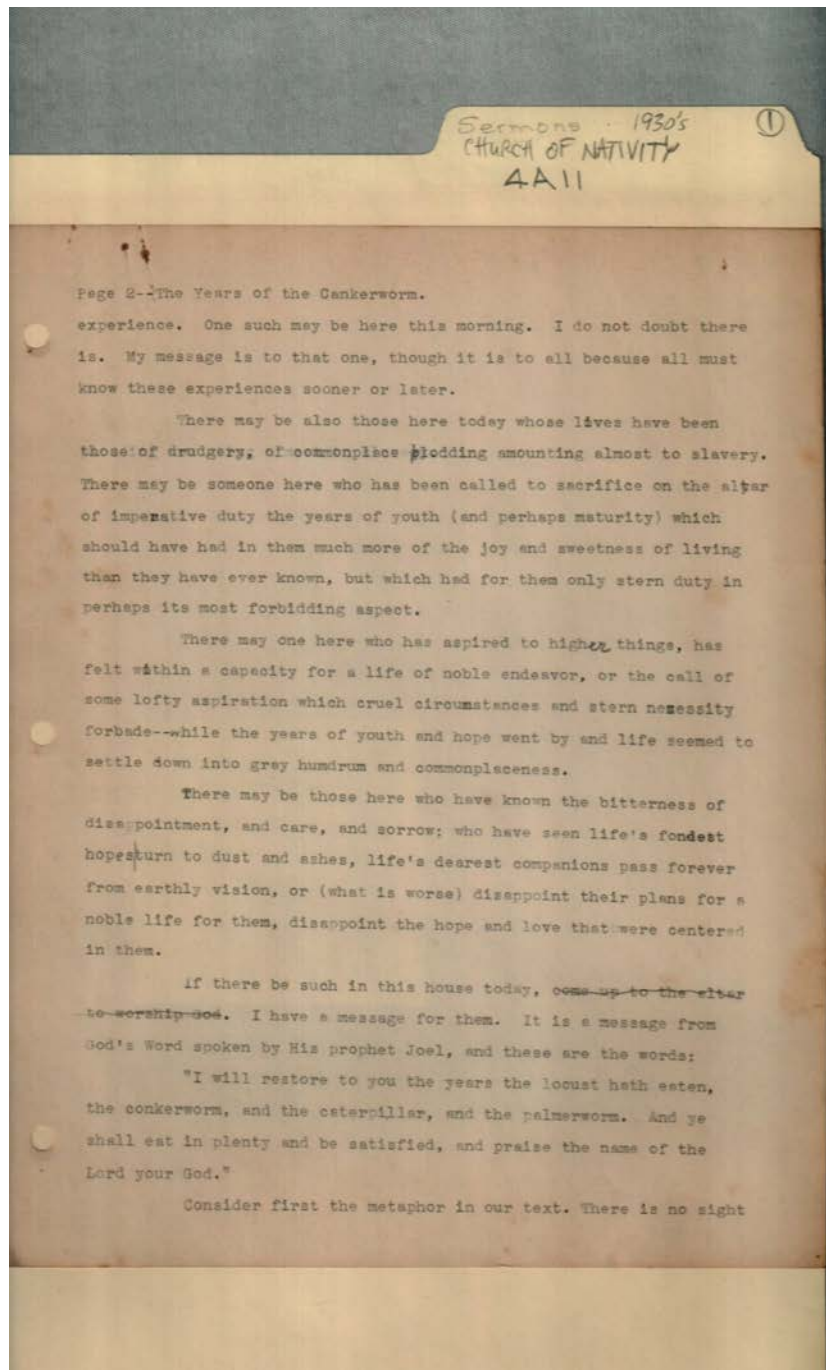 Sermons · 1930's ①
CHURCH OF NATIVITY
4A11
Page 2--The Years of the Cankerworm.
experience. One such may be here this morning. I do not doubt there
is. My message is to that one, though it is to all because all must
know these experiences sooner or later.
There may be also those here today whose lives have been
those of drudgery, of commonplace plodding amounting almost to slavery.
There may be someone here who has been called to sacrifice on the altar
of imperative duty the years of youth (and perhaps maturity) which
should have had in them much more of the joy and sweetness of living
than they have ever known, but which had for them only stern duty in
perhaps its most forbidding aspect.
There may one here who has aspired to higher things, has
felt within a capacity for a life of noble endeavor, or the call of
some lofty aspiration which cruel circumstances and stern necessity
forbade--while the years of youth and hope went by and life seemed to
settle down into grey humdrum and commonplaceness.
There may be those here who have known the bitterness of
disappointment, and care, and sorrow; who have seen life's fondest
hopes turn to dust and ashes, life's dearest companions pass forever
from earthly vision, or (what is worse) disappoint their plans for a
noble life for them, disappoint the hope and love that were centered
in them.
If there be such in this house today, come up to the altar
to worship God. I have a message for them. It is a message from
God's Word spoken by His prophet Joel, and these are the words:
"I will restore to you the years the locust hath eaten,
the conkerworm, and the caterpillar, and the palmerworm. And ye
shall eat in plenty and be satisfied, and praise the name of the
Lord your God."
Consider first the metaphor in our text. There is no sight